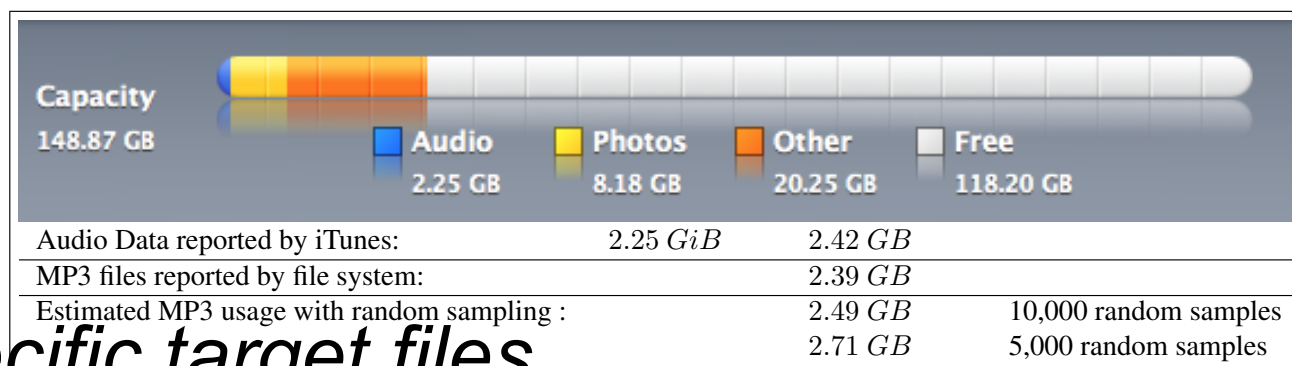 Capacity
148.87 GB
Audio
2.25 GB
Photos
8.18 GB
Other
20.25 GB
Free
118.20 GB
Audio Data reported by iTunes: 2.25 GiB 2.42 GB
MP3 files reported by file system: 2.39 GB
Estimated MP3 usage with random sampling : 2.49 GB 10,000 random samples
2.71 GB 5,000 random samples
cific target files